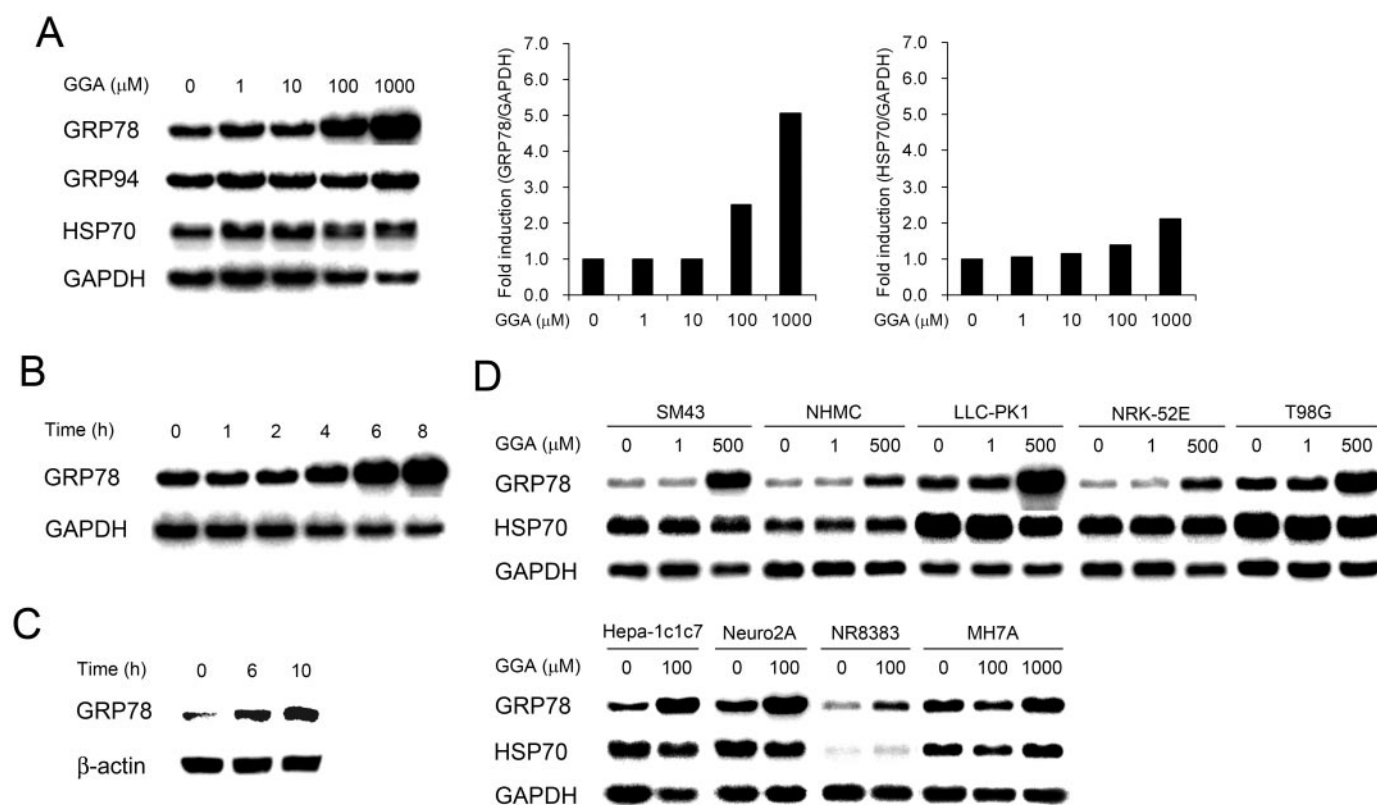 A
GGA (μM) 0 1 10 100 1000
GRP78
GRP94
HSP70
GAPDH
Fold induction (GRP78/GAPDH)
7.0
6.0
5.0
4.0
3.0
2.0
1.0
0.0
GGA (μM) 0 1 10 100 1000
Fold induction (HSP70/GAPDH)
7.0
6.0
5.0
4.0
3.0
2.0
1.0
0.0
GGA (μM) 0 1 10 100 1000
B
Time (h) 0 1 2 4 6 8
GRP78
GAPDH
C
Time (h) 0 6 10
GRP78
β-actin
D
SM43 NHMC LLC-PK1 NRK-52E T98G
GGA (μM) 0 1 500 0 1 500 0 1 500 0 1 500 0 1 500
GRP78
HSP70
GAPDH
Hepa-1c1c7 Neuro2A NR8383 MH7A
GGA (μM) 0 100 0 100 0 100 0 100 1000
GRP78
HSP70
GAPDH